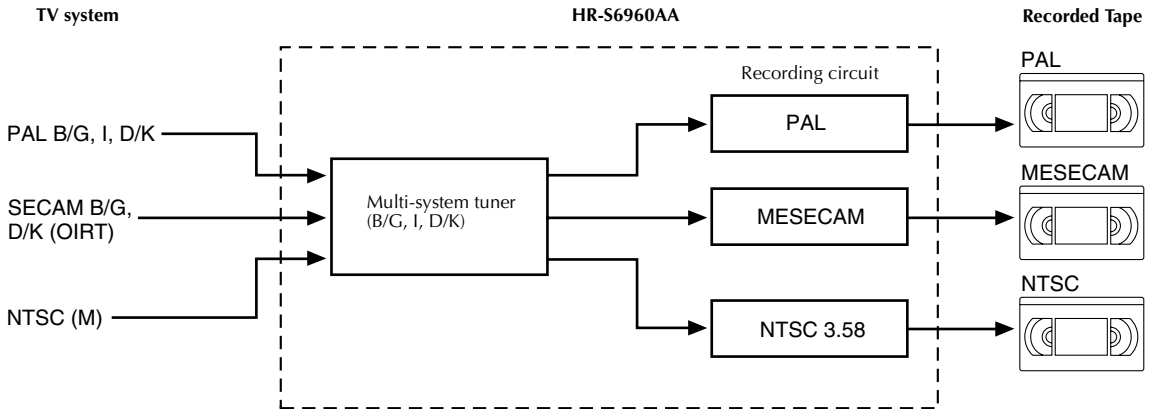 TV system
HR-S6960AA
Recorded Tape
PAL B/G, I, D/K
SECAM B/G,
D/K (OIRT)
NTSC (M)
Multi-system tuner
(B/G, I, D/K)
Recording circuit
PAL
MESECAM
NTSC 3.58
PAL
MESECAM
NTSC